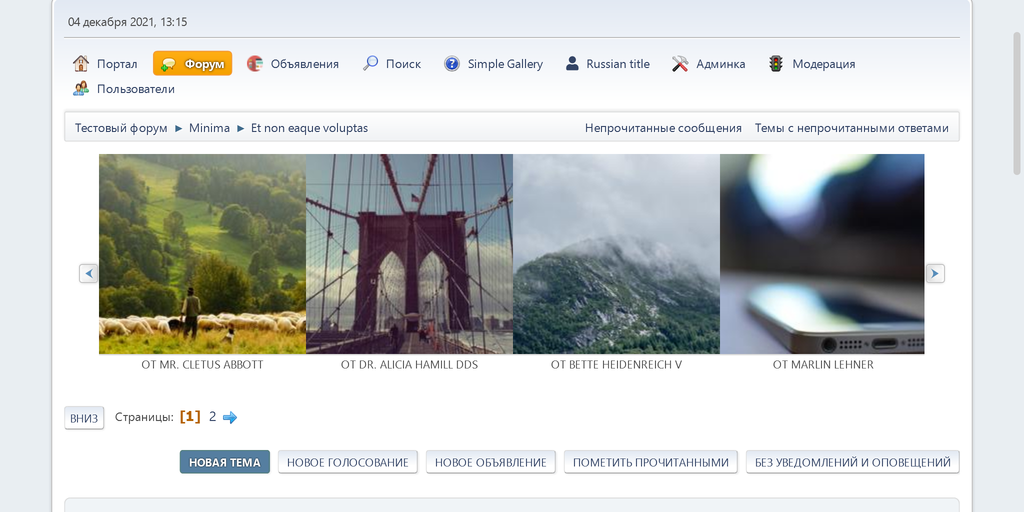 04 декабря 2021, 13:15
Портал Форум Объявления Поиск Simple Gallery Russian title Админка Модерация
Пользователи
Тестовый форум ► Minima ► Et non eaque voluptas Непрочитанные сообщения Темы с непрочитанными ответами
ОТ MR. CLETUS ABBOTT ОТ DR. ALICIA HAMILL DDS ОТ BETTE HEIDENREICH V ОТ MARLIN LEHNER
ВНИЗ Страницы: [1] 2
НОВАЯ ТЕМА НОВОЕ ГОЛОСОВАНИЕ НОВОЕ ОБЪЯВЛЕНИЕ ПОМЕТИТЬ ПРОЧИТАННЫМИ БЕЗ УВЕДОМЛЕНИЙ И ОПОВЕЩЕНИЙ